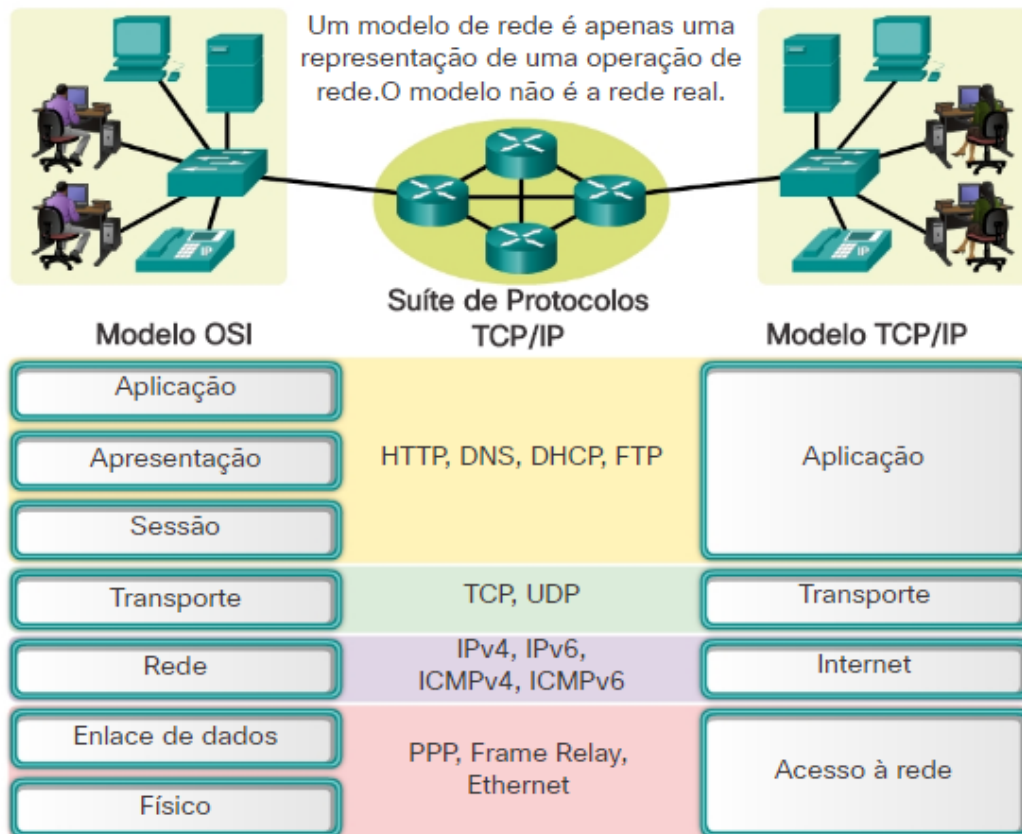 Um modelo de rede é apenas uma
representação de uma operação de
rede.O modelo não é a rede real.
IP
IP
Modelo OSI
Suíte de Protocolos
TCP/IP
Modelo TCP/IP
Aplicação
Apresentação
Sessão
HTTP, DNS, DHCP, FTP
Aplicação
Transporte
TCP, UDP
Transporte
Rede
IPv4, IPv6,
ICMPv4, ICMPv6
Internet
Enlace de dados
Físico
PPP, Frame Relay,
Ethernet
Acesso à rede